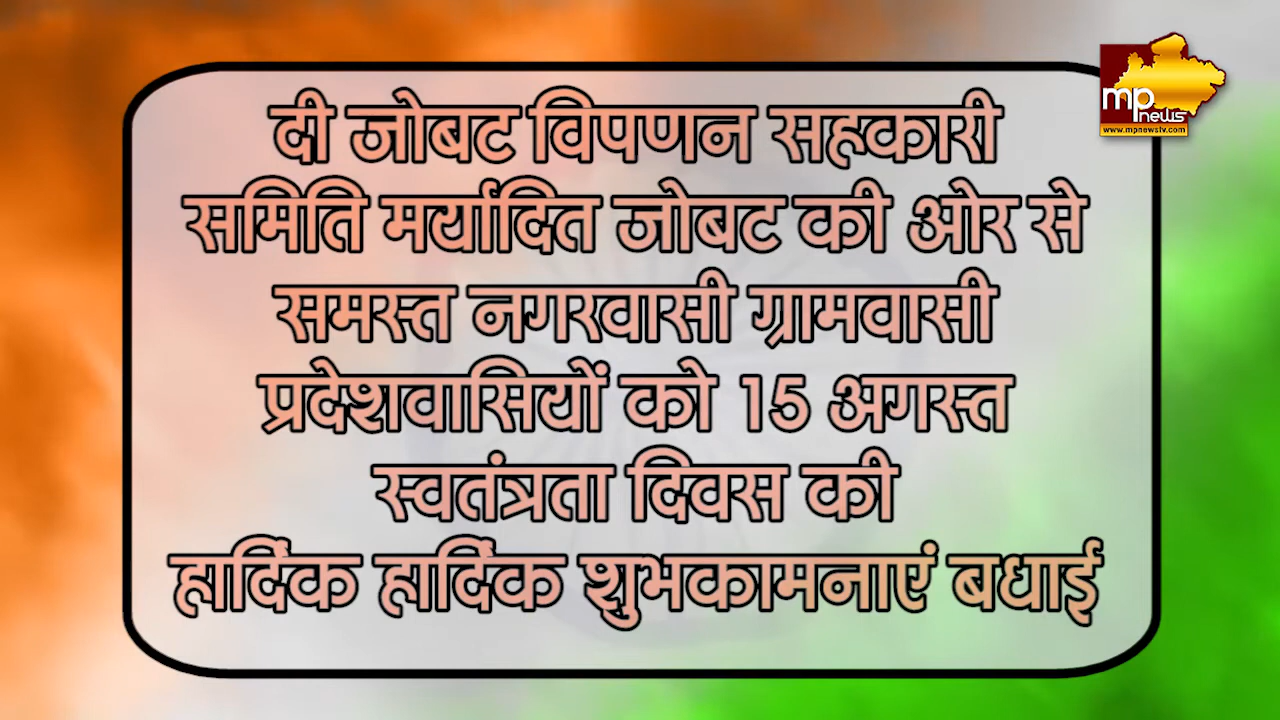 दी जोबट विपणन सहकारी
समिति मर्यादित जोबट की ओर से
समस्त नगरवासी ग्रामवासी
प्रदेशवासियों को 15 अगस्त
स्वतंत्रता दिवस की
हार्दिक हार्दिक शुभकामनाएं बधाई
mp news
www.mpnewstv.com